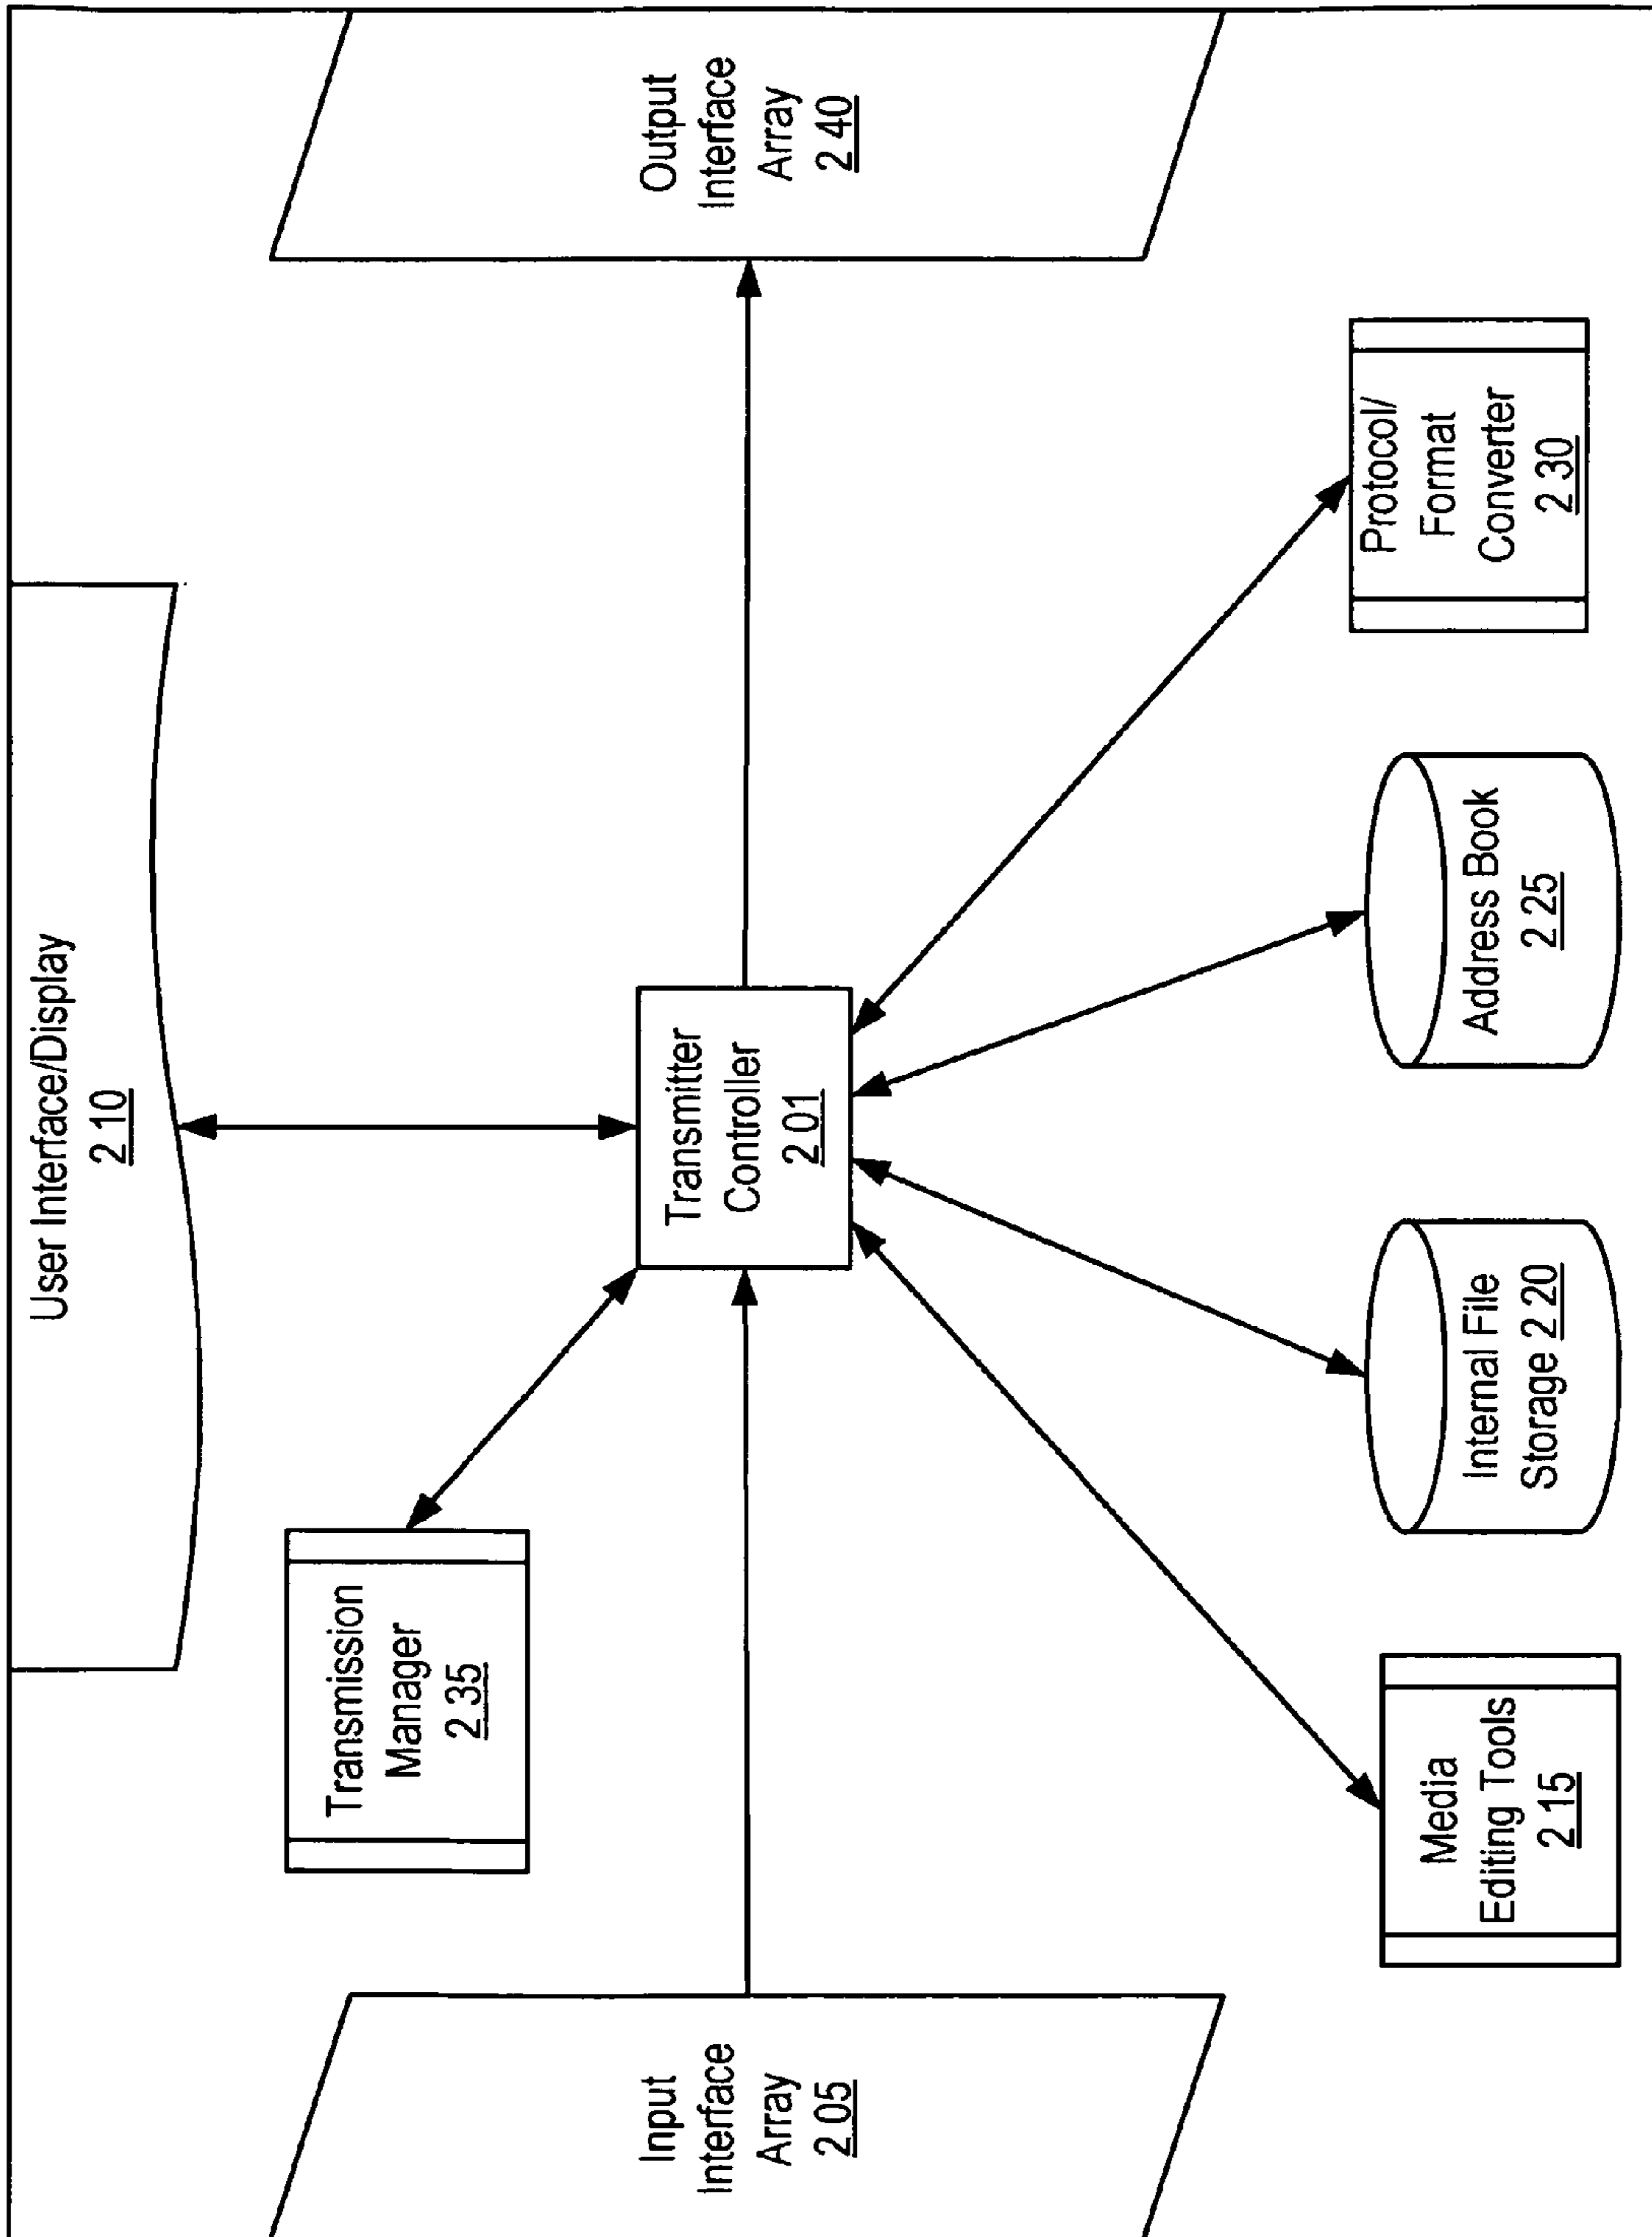 User Interface/Display
2 10
Transmission
Manager
2 35
Input
Interface
Array
2 05
Transmitter
Controller
2 01
Output
Interface
Array
2 40
Media
Editing Tools
2 15
Internal File
Storage 2 20
Address Book
2 25
Protocol/
Format
Converter
2 30